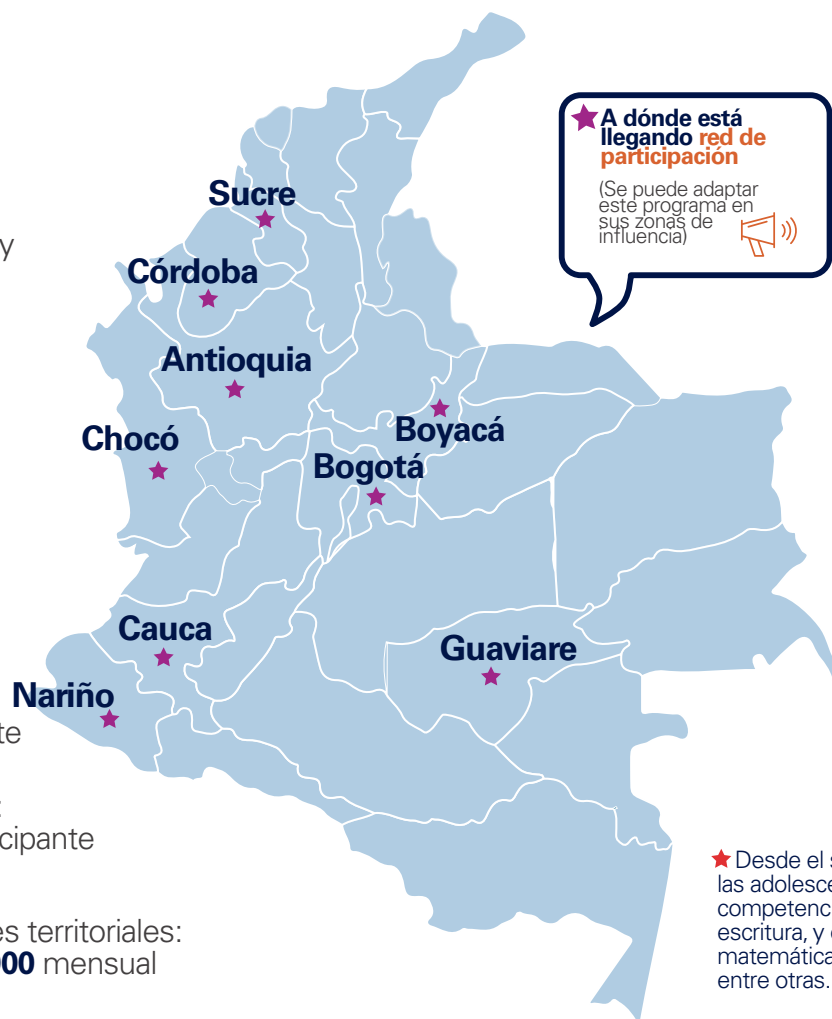 ★ A dónde está
llegando red de
participación
(Se puede adaptar
este programa en
sus zonas de
influencia)
Sucre
y
Córdoba
Antioquia
Chocó
Boyacá
Bogotá
Cauca
Guaviare
Nariño
te
:
cipante
es territoriales:
000 mensual
★ Desde el s
las adolesce
competenc
escritura, y
matemática
entre otras.